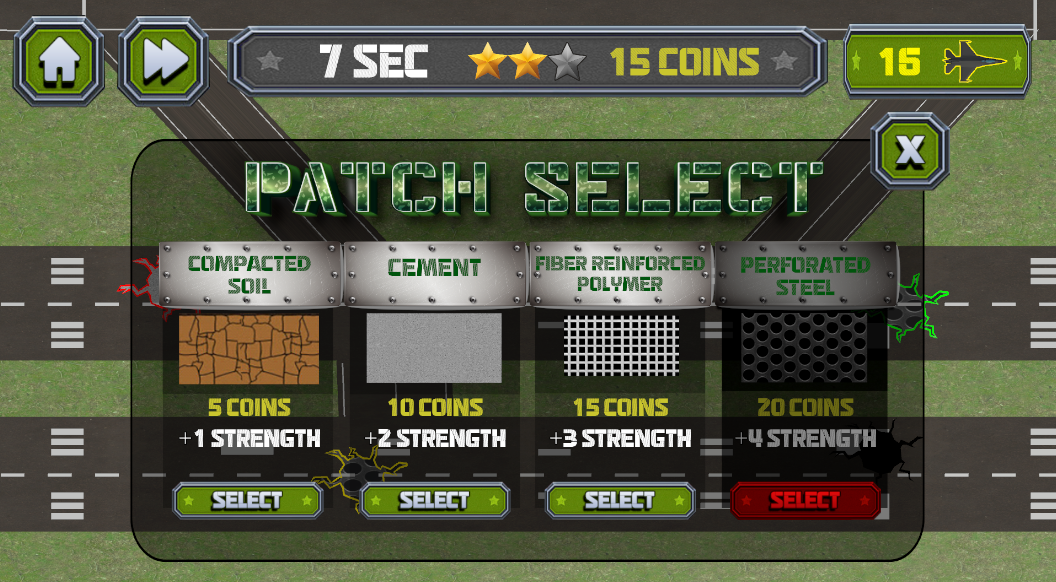 7 SEC
15 COINS
16
X
PATCH SELECT
COMPACTED
SOIL
5 COINS
+1 STRENGTH
SELECT
CEMENT
10 COINS
+2 STRENGTH
SELECT
FIBER REINFORCED
POLYMER
15 COINS
+3 STRENGTH
SELECT
PERFORATED
STEEL
20 COINS
+4 STRENGTH
SELECT